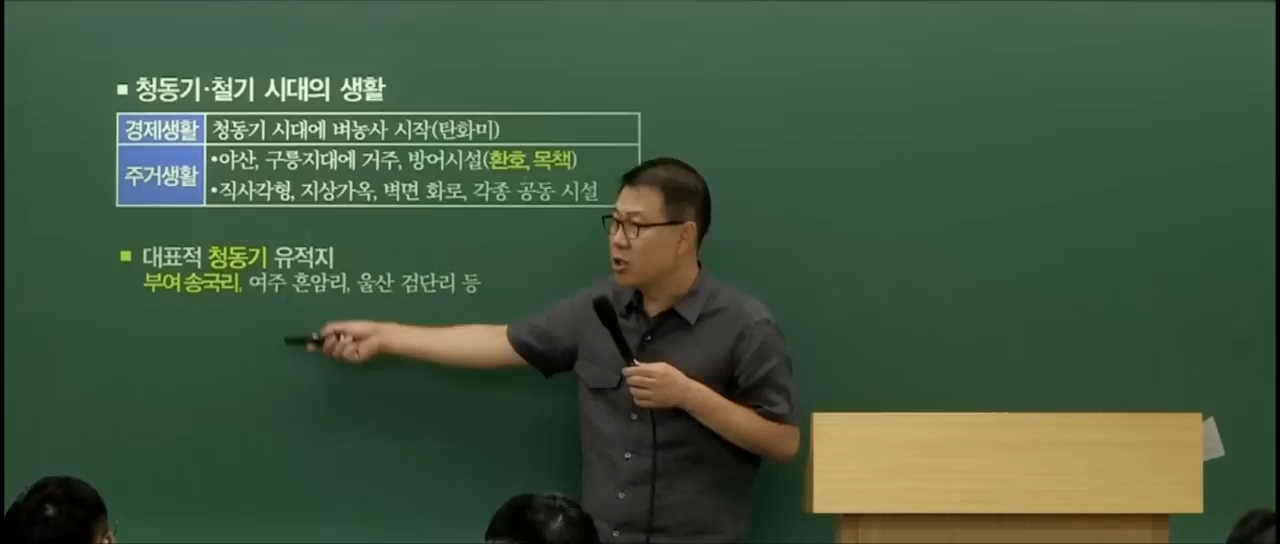 ▪ 청동기·철기 시대의 생활
경제생활 청동기 시대에 벼농사 시작(탄화미)
주거생활
•야산, 구릉지대에 거주, 방어시설(환호, 목책)
•직사각형, 지상가옥, 벽면 화로, 각종 공동 시설
▪ 대표적 청동기 유적지
부여 송국리, 여주 흔암리, 울산 검단리 등